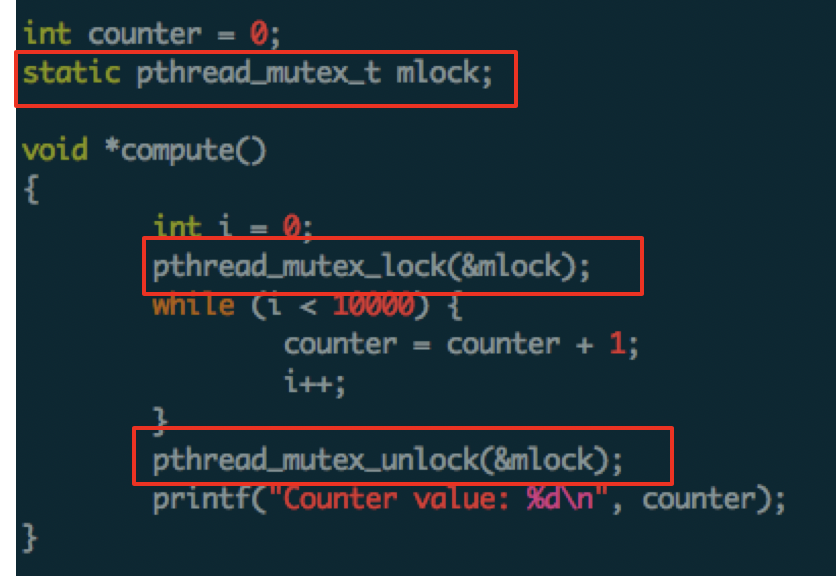 int counter = 0;
static pthread_mutex_t mlock;
void *compute()
{
int i = 0;
pthread_mutex_lock(&mlock);
while (i < 10000) {
counter = counter + 1;
i++;
}
pthread_mutex_unlock(&mlock);
printf("Counter value: %d\n", counter);
}